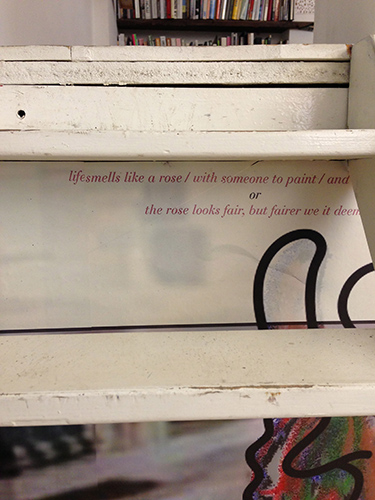 lifesmells like a rose / with someone to paint / and
or
the rose looks fair, but fairer we it deem